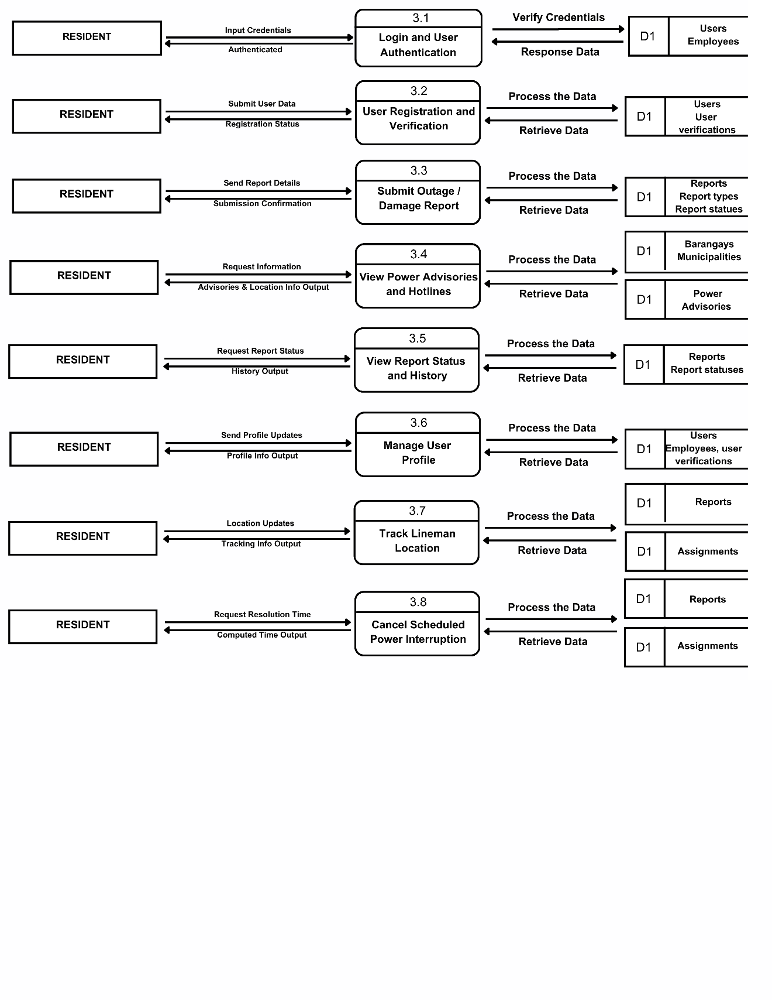 3.1
Verify Credentials
RESIDENT
Input Credentials
Authenticated
Login and User
Authentication
Response Data
D1
Users
Employees
3.2
RESIDENT
Submit User Data
Registration Status
User Registration and
Verification
Process the Data
Retrieve Data
D1
Users
User
verifications
3.3
RESIDENT
Send Report Details
Submission Confirmation
Submit Outage /
Damage Report
Process the Data
Retrieve Data
D1
Reports
Report types
Report statues
3.4
RESIDENT
Request Information
Advisories & Location Info Output
View Power Advisories
and Hotlines
Process the Data
Retrieve Data
D1
Barangays
Municipalities
D1
Power
Advisories
3.5
RESIDENT
Request Report Status
History Output
View Report Status
and History
Process the Data
Retrieve Data
D1
Reports
Report statuses
3.6
RESIDENT
Send Profile Updates
Profile Info Output
Manage User
Profile
Process the Data
Retrieve Data
D1
Users
Employees, user
verifications
3.7
RESIDENT
Location Updates
Tracking Info Output
Track Lineman
Location
Process the Data
Retrieve Data
D1
Reports
D1
Assignments
3.8
RESIDENT
Request Resolution Time
Computed Time Output
Cancel Scheduled
Power Interruption
Process the Data
Retrieve Data
D1
Reports
D1
Assignments